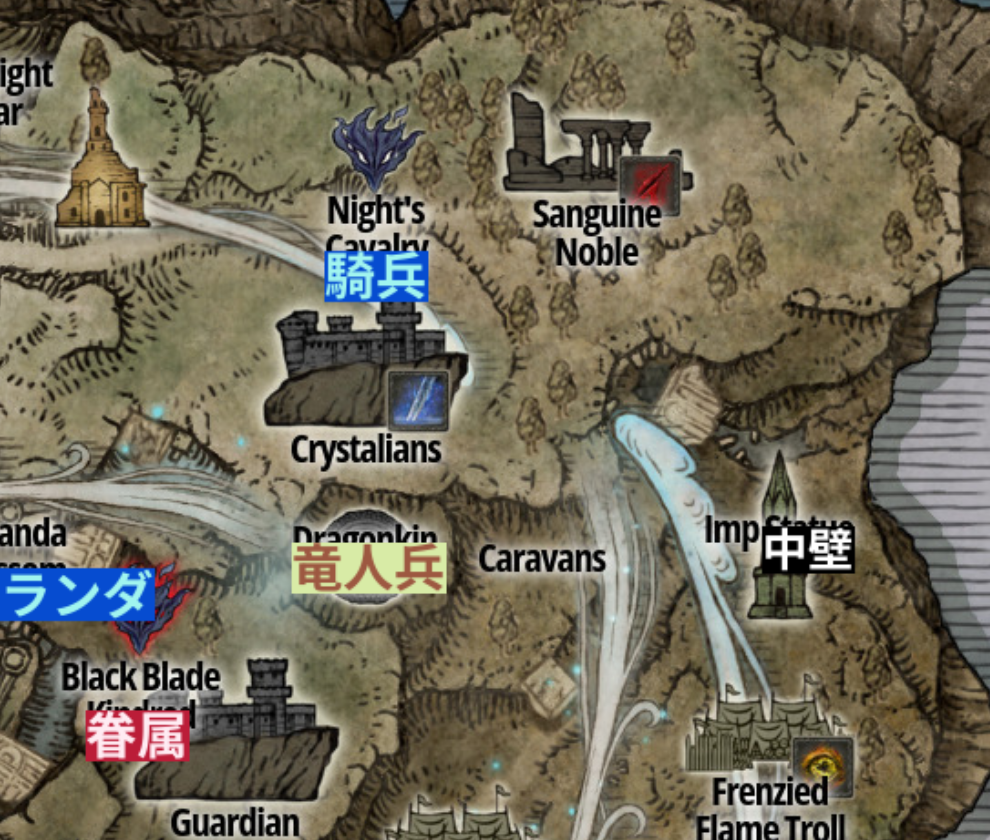 ight
ar
Night's
Cavalry
騎兵
Sanguine
Noble
Crystalians
anda
ssom
ランダ
Dragonkin
竜人兵
Caravans
Imp Statue
中壁
Black Blade
Kindred
眷属
Guardian
Frenzied
Flame Troll